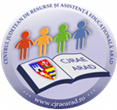 CENTRUL JUDEȚEAN DE RESURSE ȘI ASISTENȚĂ EDUCAȚIONALĂ ARAD
CJRAE
ARAD
www.cjraearad.ro